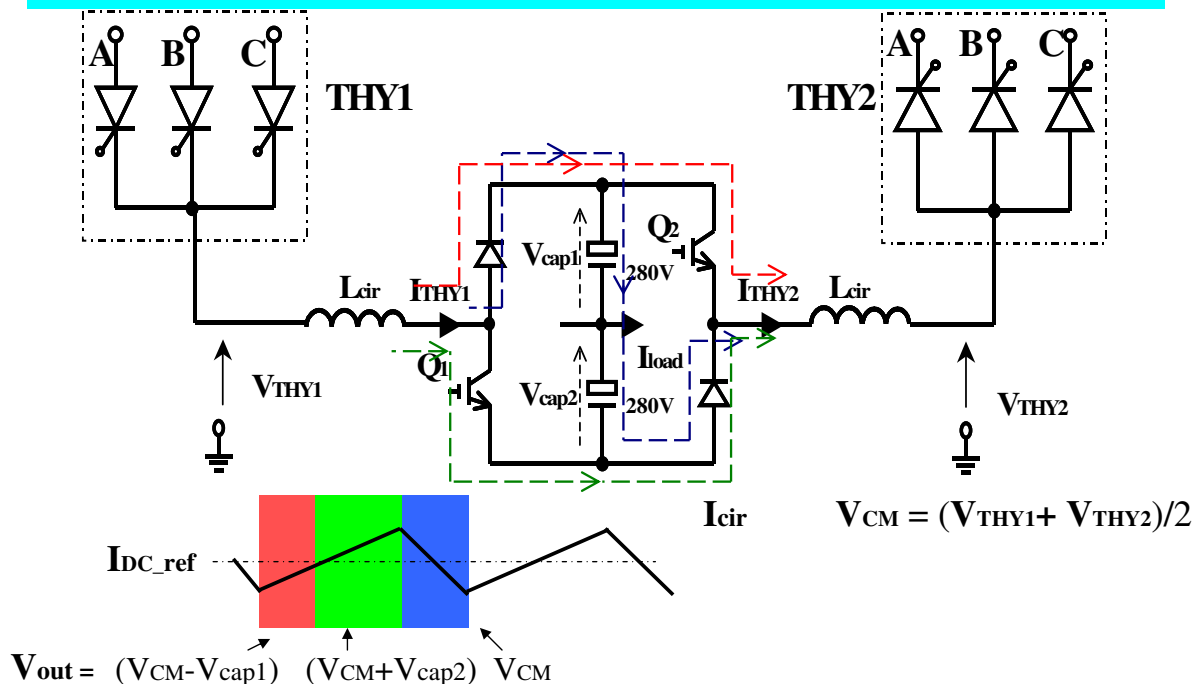 A B C
THY1
THY2
A B C
Q2
Vcap1
280V
Lcir
ITHY1
ITHY2
Lcir
Q1
Iload
Vcap2
280V
VTHY1
VTHY2
Icir
VCM = (VTHY1+ VTHY2)/2
IDC_ref
Vout = (VCM-Vcap1) (VCM+Vcap2) VCM